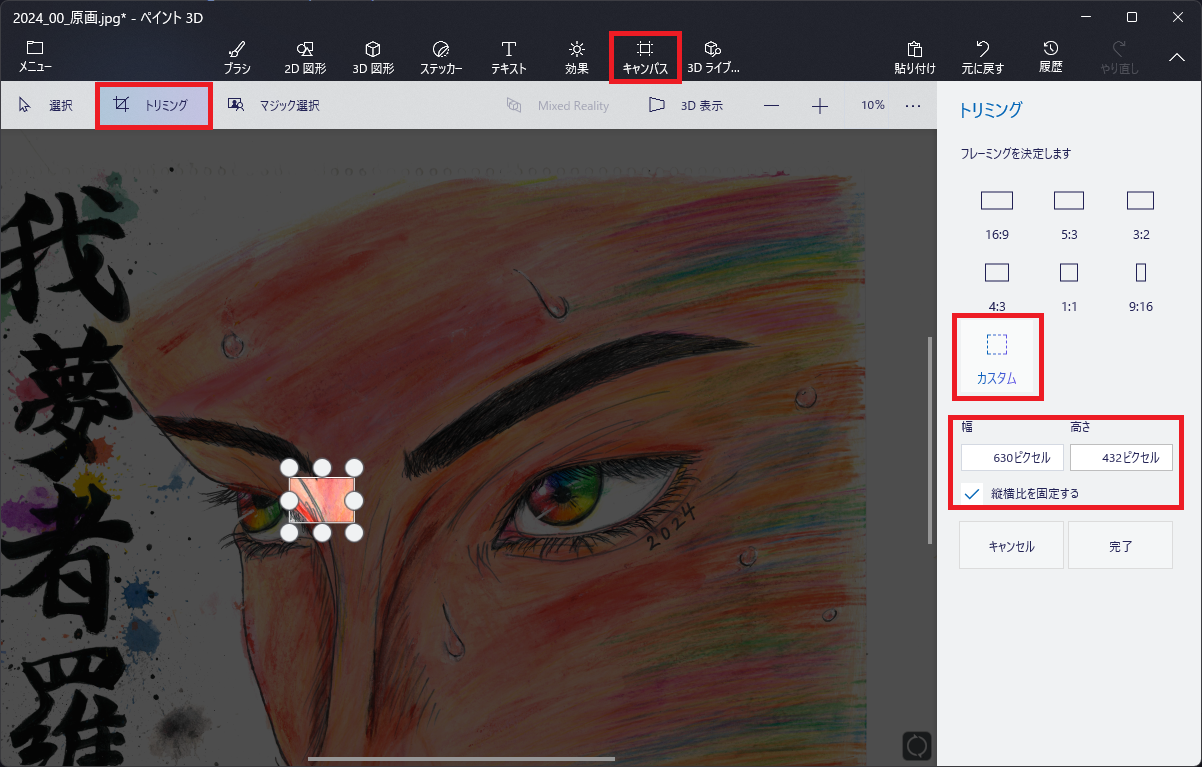 2024_00_原画.jpg* - ペイント 3D
メニュー
ブラシ
2D 図形
3D 図形
ステッカー
テキスト
効果
キャンバス
3D ライブ...
貼り付け
元に戻す
履歴
やり直し
選択
トリミング
マジック選択
Mixed Reality
3D 表示
10%
トリミング
フレーミングを決定します
16:9
5:3
3:2
4:3
1:1
9:16
カスタム
幅
高さ
630ピクセル
432ピクセル
縦横比を固定する
キャンセル
完了
我夢者羅